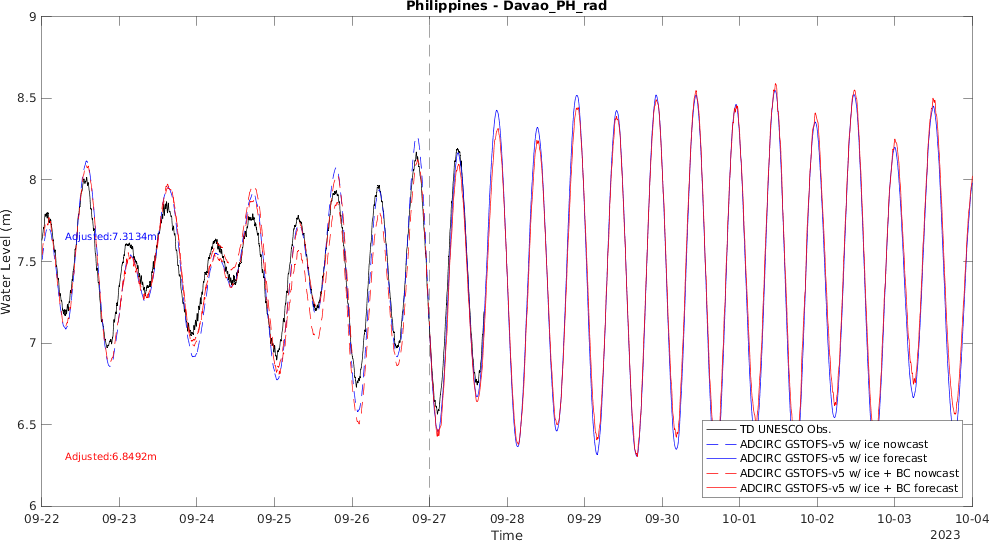 Philippines - Davao_PH_rad
Water Level (m)
9
8.5
8
7.5
7
6.5
6
Adjusted:7.3134m
Adjusted:6.8492m
TD UNESCO Obs.
ADCIRC GSTOFS-v5 w/ ice nowcast
ADCIRC GSTOFS-v5 w/ ice forecast
ADCIRC GSTOFS-v5 w/ ice + BC nowcast
ADCIRC GSTOFS-v5 w/ ice + BC forecast
09-22 09-23 09-24 09-25 09-26 09-27 09-28 09-29 09-30 10-01 10-02 10-03 10-04
Time
2023